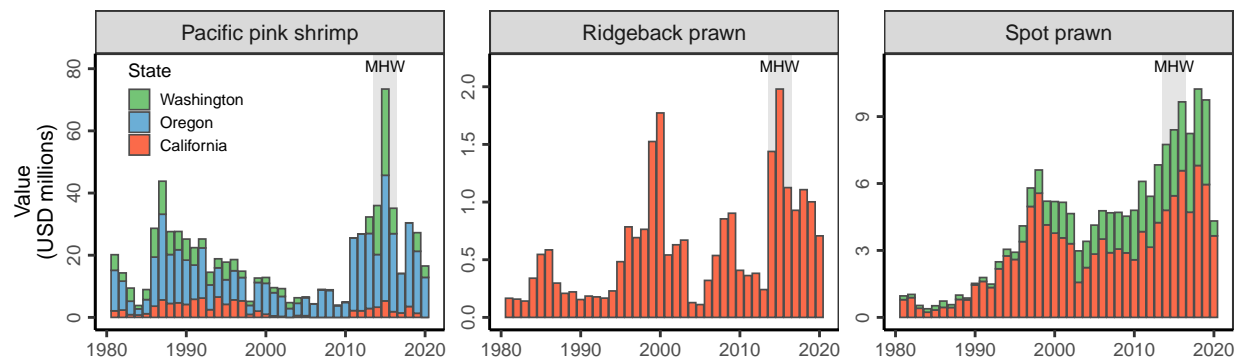 Pacific pink shrimp
Ridgeback prawn
Spot prawn
Value
(USD millions)
80
60
40
20
0
State
Washington
Oregon
California
MHW
1980
1990
2000
2010
2020
2.0
1.5
1.0
0.5
0.0
MHW
1980
1990
2000
2010
2020
9
6
3
0
MHW
1980
1990
2000
2010
2020